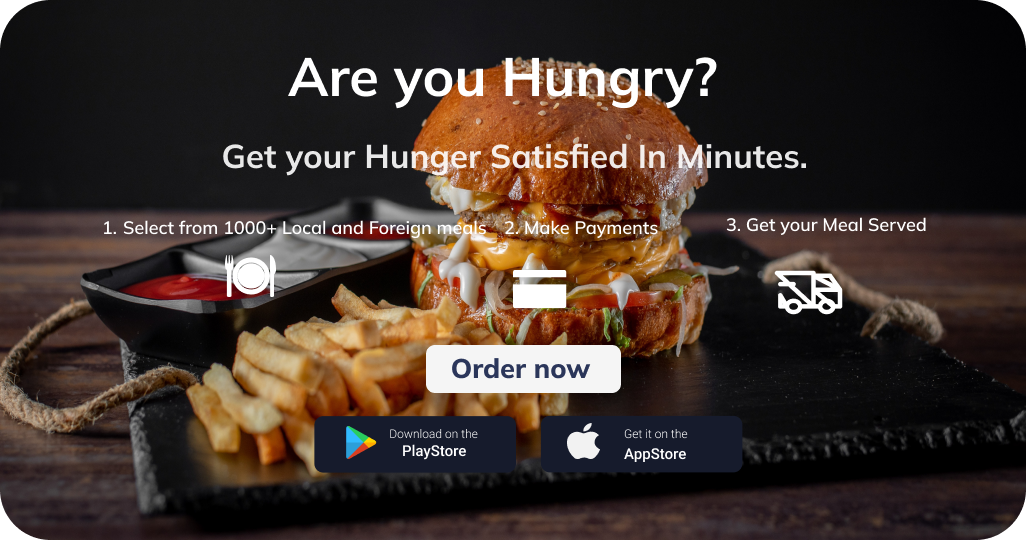 Are you Hungry?
Get your Hunger Satisfied In Minutes.
1. Select from 1000+ Local and Foreign meals
2. Make Payments
3. Get your Meal Served
Order now
Download on the
PlayStore
Get it on the
AppStore